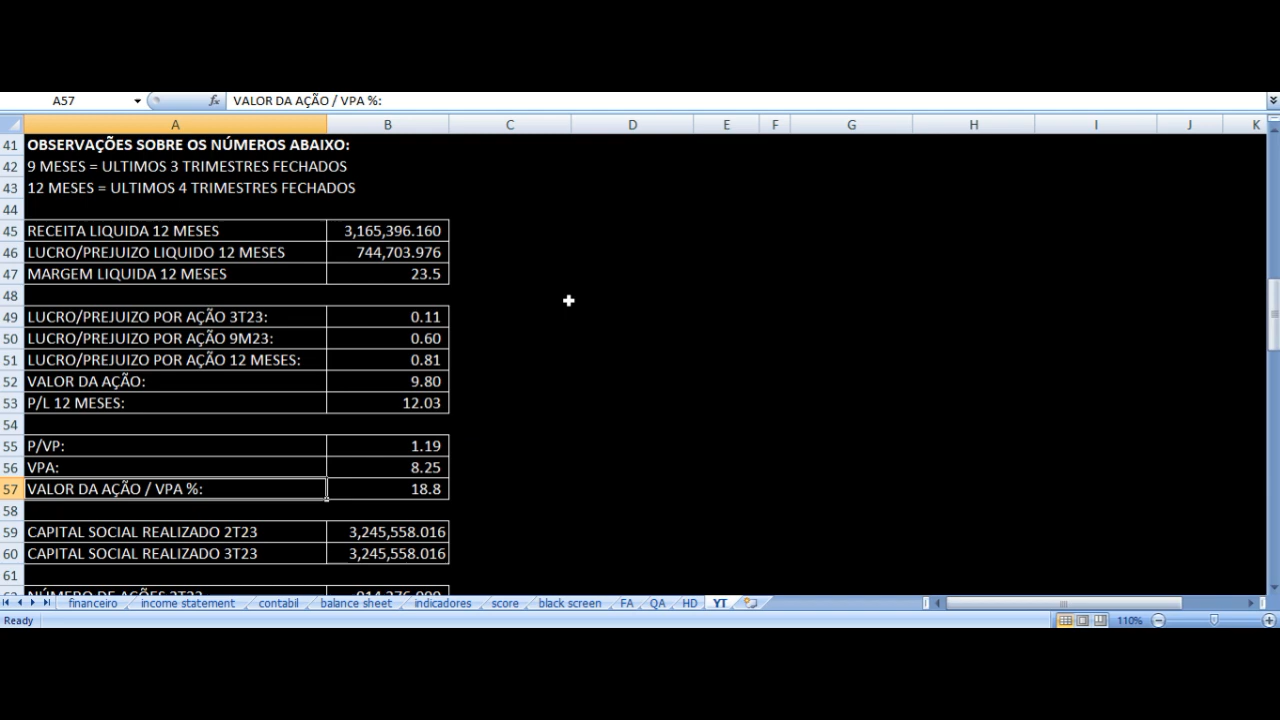 A57 fx VALOR DA AÇÃO / VPA %:
A B C D E F G H I J K
41 OBSERVAÇÕES SOBRE OS NÚMEROS ABAIXO:
42 9 MESES = ULTIMOS 3 TRIMESTRES FECHADOS
43 12 MESES = ULTIMOS 4 TRIMESTRES FECHADOS
44
45 RECEITA LIQUIDA 12 MESES 3,165,396.160
46 LUCRO/PREJUIZO LIQUIDO 12 MESES 744,703.976
47 MARGEM LIQUIDA 12 MESES 23.5
48
49 LUCRO/PREJUIZO POR AÇÃO 3T23: 0.11
50 LUCRO/PREJUIZO POR AÇÃO 9M23: 0.60
51 LUCRO/PREJUIZO POR AÇÃO 12 MESES: 0.81
52 VALOR DA AÇÃO: 9.80
53 P/L 12 MESES: 12.03
54
55 P/VP: 1.19
56 VPA: 8.25
57 VALOR DA AÇÃO / VPA %: 18.8
58
59 CAPITAL SOCIAL REALIZADO 2T23 3,245,558.016
60 CAPITAL SOCIAL REALIZADO 3T23 3,245,558.016
61
financeiro income statement contabil balance sheet indicadores score black screen FA QA HD YT
Ready 110%